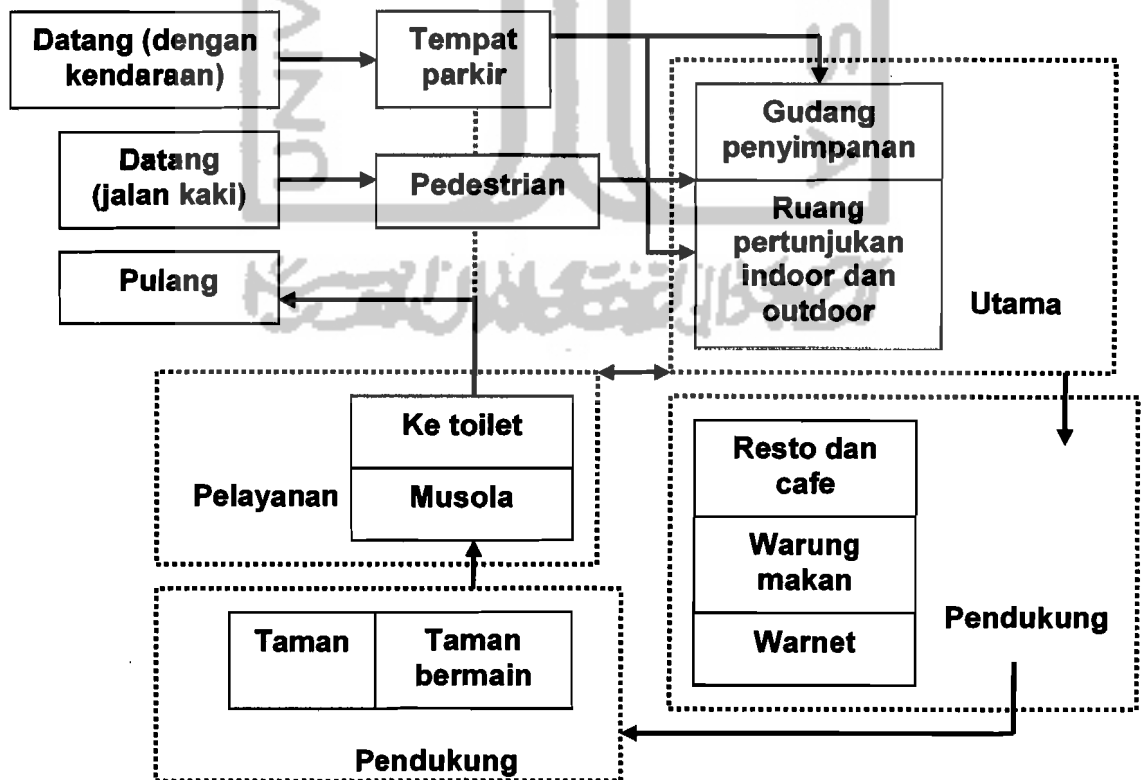 Datang (dengan
kendaraan)
Tempat
parkir
Datang
(jalan kaki)
Pedestrian
Pulang
Gudang
penyimpanan
Ruang
pertunjukan
indoor dan
outdoor
Utama
Ke toilet
Musola
Pelayanan
Resto dan
cafe
Warung
makan
Warnet
Pendukung
Taman
Taman
bermain
Pendukung